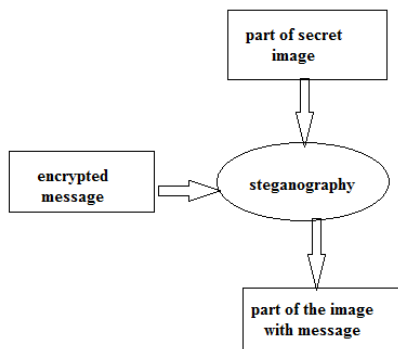 part of secret
image
encrypted
message
steganography
part of the image
with message